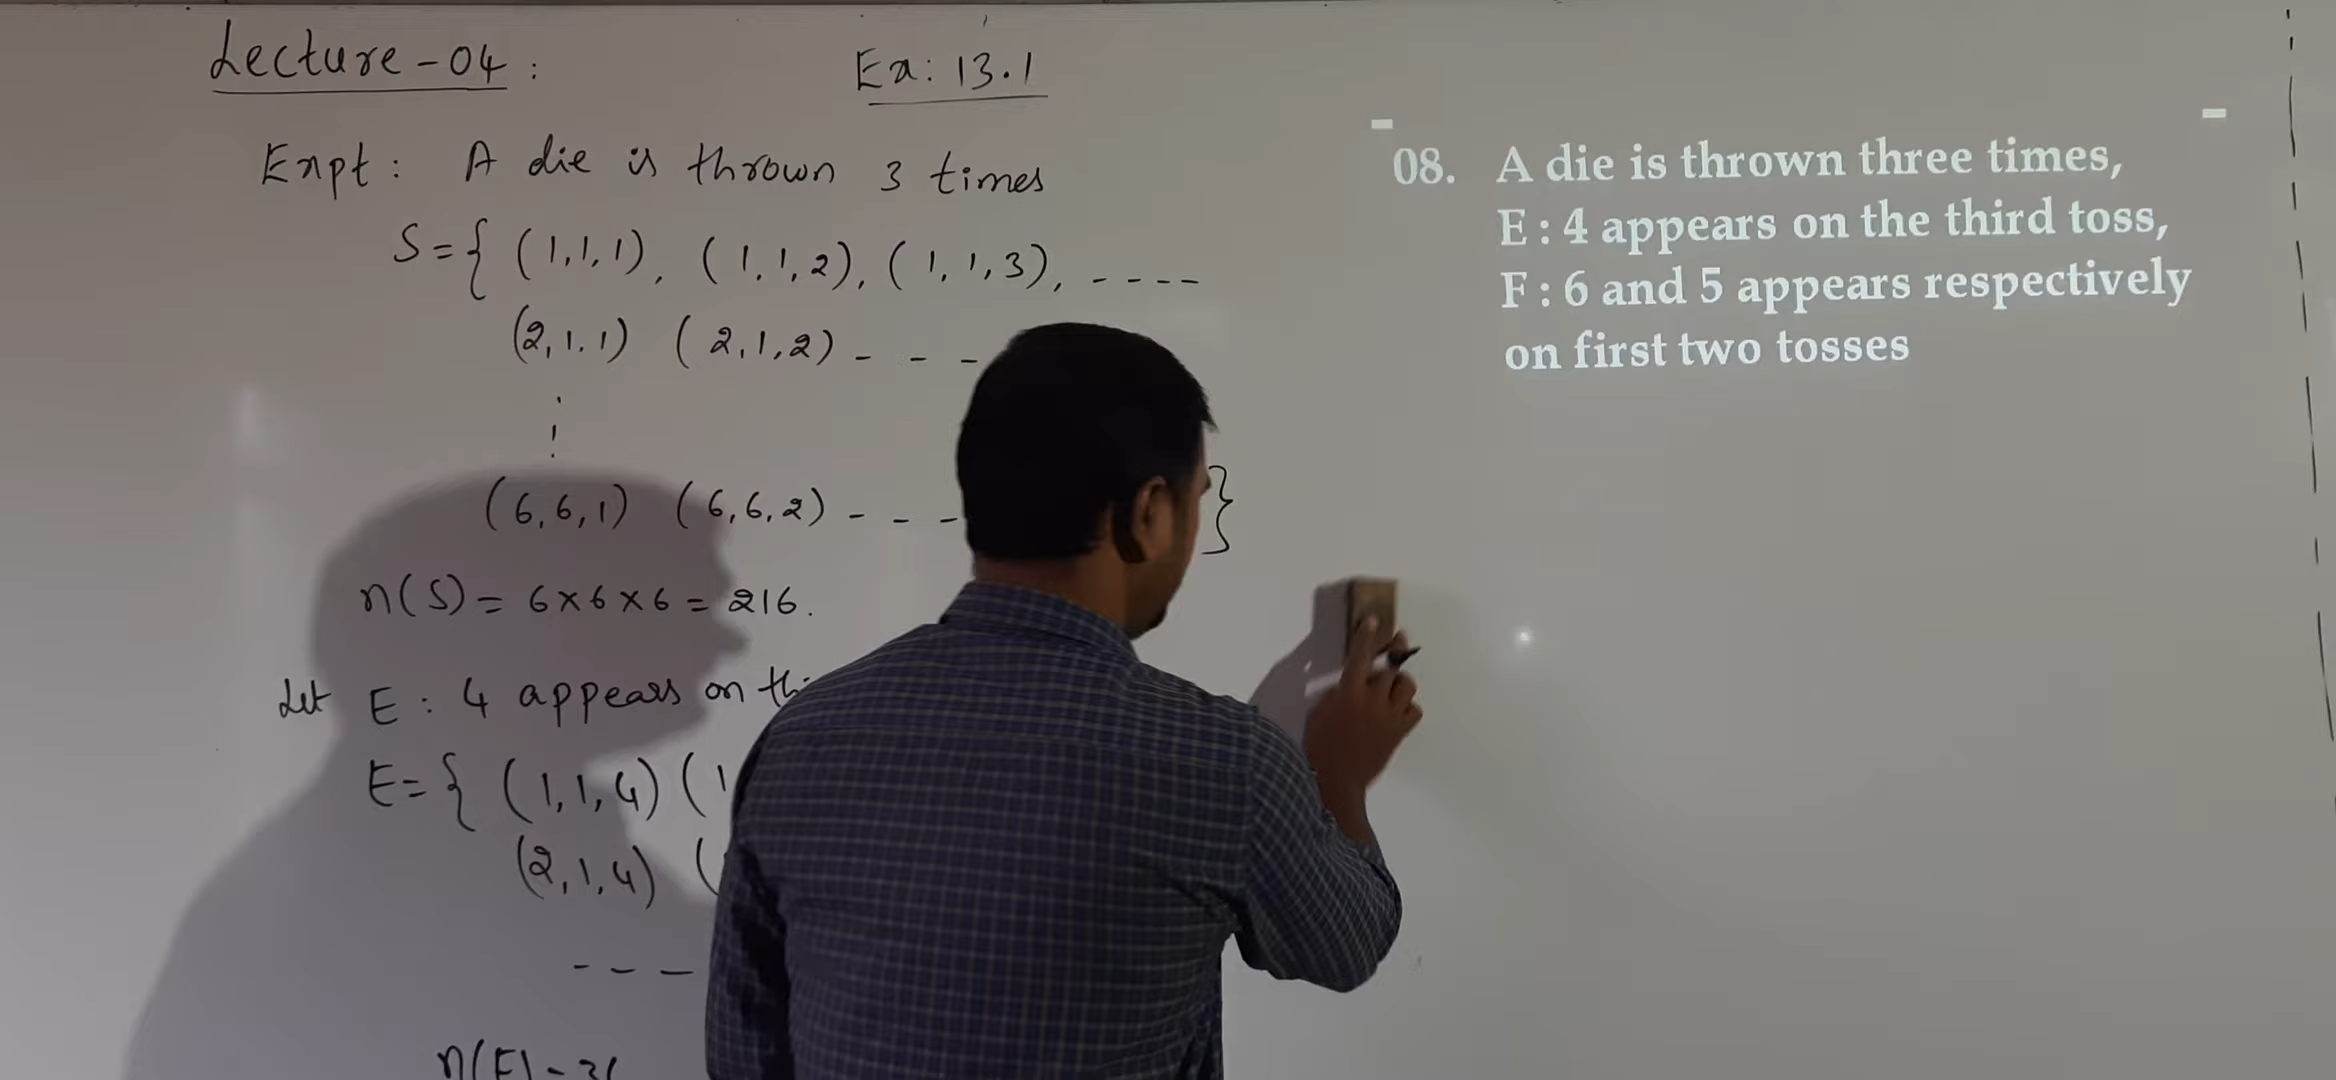 Lecture-04 :
Ex: 13.1
Expt : A die is thrown 3 times
S={ (1,1,1), (1,1,2), (1,1,3), ----
(2,1,1) (2,1,2) - - -
(6,6,1) (6,6,2) - - - }
n(S) = 6×6×6 = 216.
Let E : 4 appears on
E={ (1,1,4) (1
(2,1,4) (
- - -
08. A die is thrown three times,
E : 4 appears on the third toss,
F : 6 and 5 appears respectively
on first two tosses